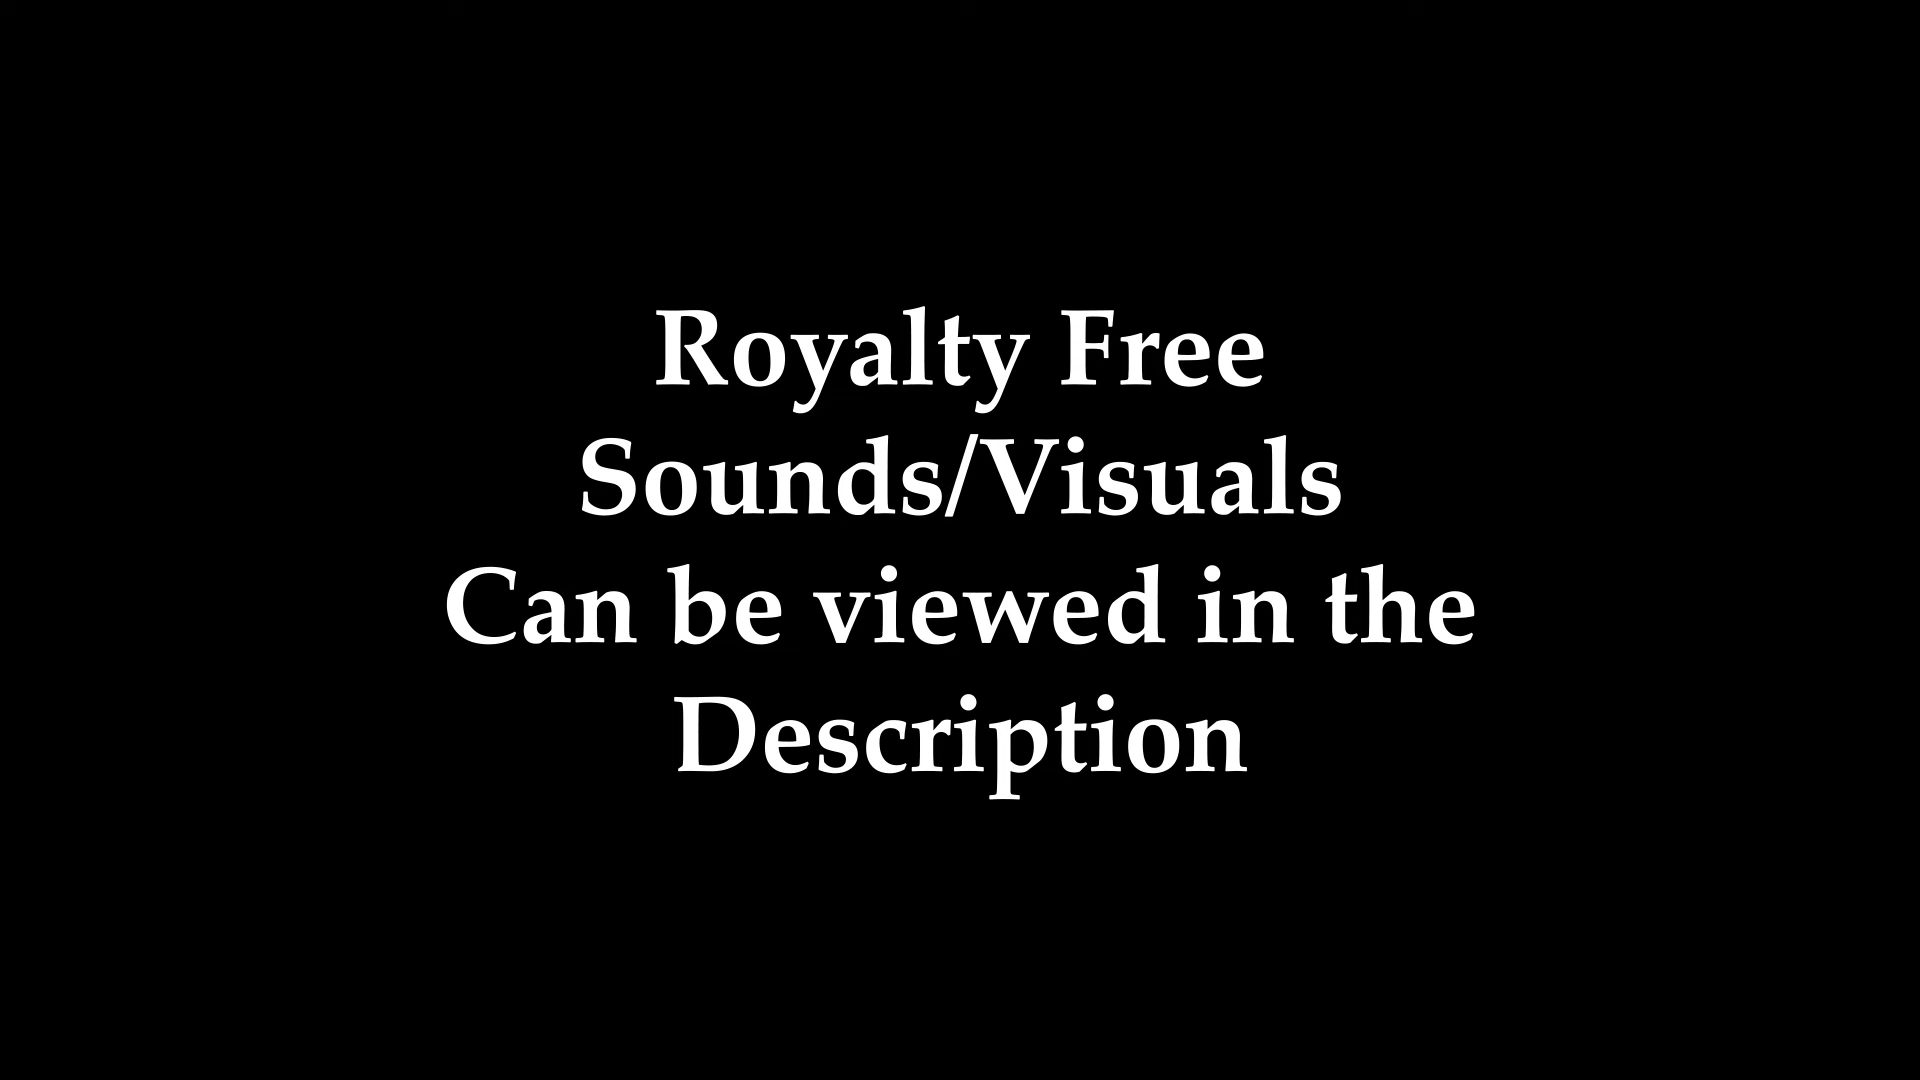 Royalty Free
Sounds/Visuals
Can be viewed in the
Description